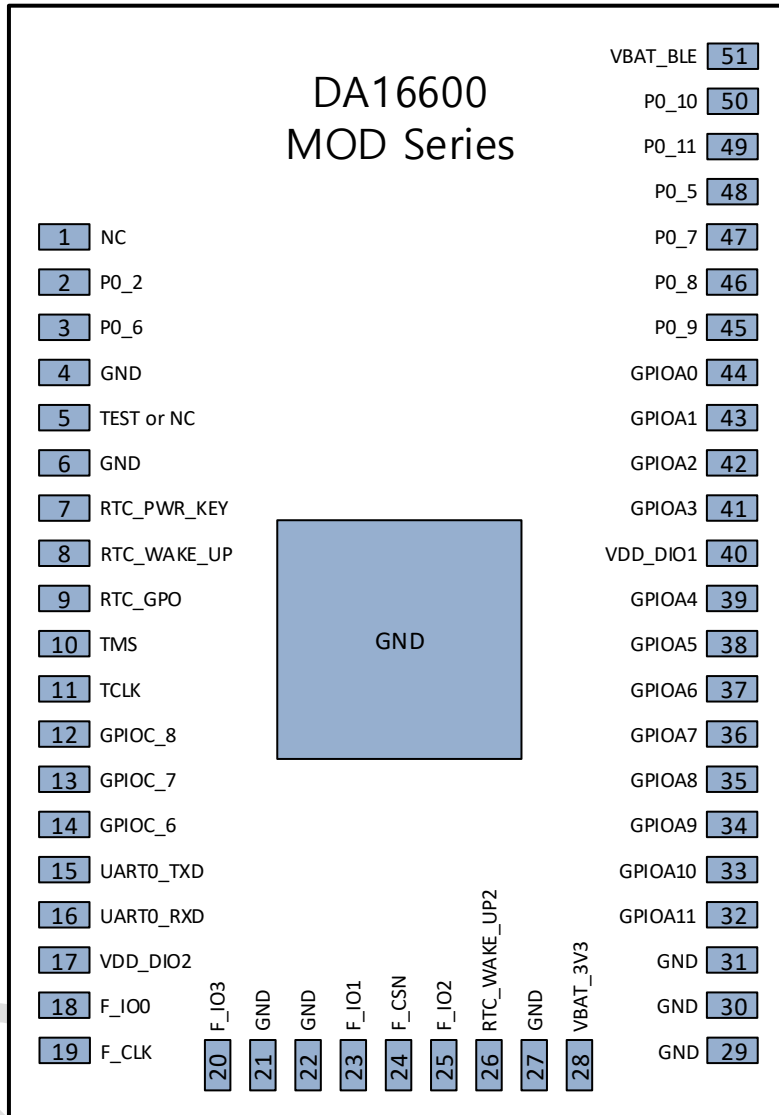 DA16600
MOD Series
1 NC
2 P0_2
3 P0_6
4 GND
5 TEST or NC
6 GND
7 RTC_PWR_KEY
8 RTC_WAKE_UP
9 RTC_GPO
10 TMS
11 TCLK
12 GPIOC_8
13 GPIOC_7
14 GPIOC_6
15 UART0_TXD
16 UART0_RXD
17 VDD_DIO2
18 F_IO0
19 F_CLK
GND
F_IO3 20
GND 21
GND 22
F_IO1 23
F_CSN 24
F_IO2 25
RTC_WAKE_UP2 26
GND 27
VBAT_3V3 28
VBAT_BLE 51
P0_10 50
P0_11 49
P0_5 48
P0_7 47
P0_8 46
P0_9 45
GPIOA0 44
GPIOA1 43
GPIOA2 42
GPIOA3 41
VDD_DIO1 40
GPIOA4 39
GPIOA5 38
GPIOA6 37
GPIOA7 36
GPIOA8 35
GPIOA9 34
GPIOA10 33
GPIOA11 32
GND 31
GND 30
GND 29